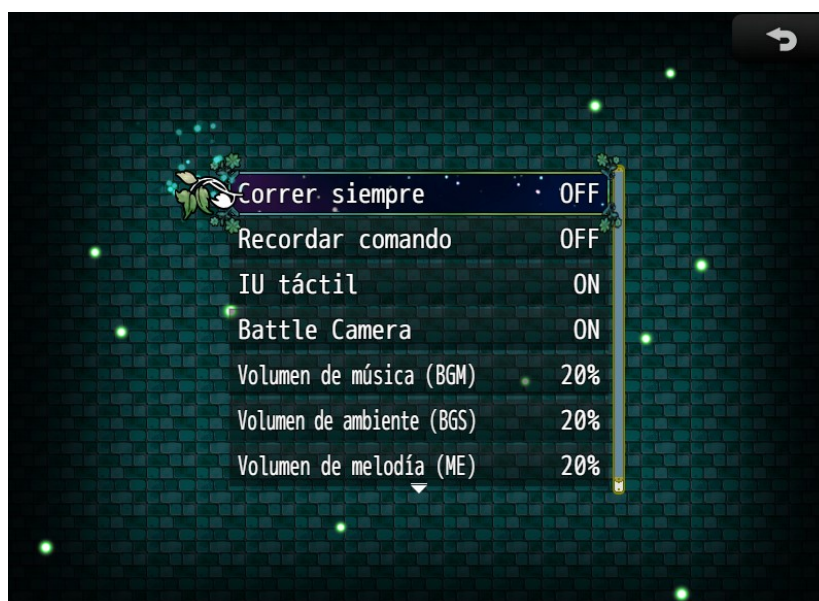 Correr siempre OFF
Recordar comando OFF
IU táctil ON
Battle Camera ON
Volumen de música (BGM) 20%
Volumen de ambiente (BGS) 20%
Volumen de melodía (ME) 20%